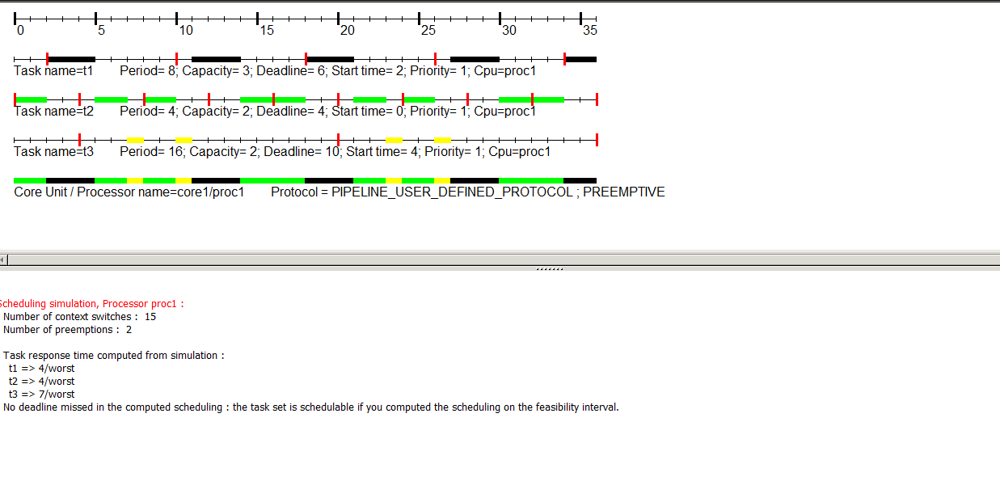 0 5 10 15 20 25 30 35
Task name=t1 Period= 8; Capacity= 3; Deadline= 6; Start time= 2; Priority= 1; Cpu=proc1
Task name=t2 Period= 4; Capacity= 2; Deadline= 4; Start time= 0; Priority= 1; Cpu=proc1
Task name=t3 Period= 16; Capacity= 2; Deadline= 10; Start time= 4; Priority= 1; Cpu=proc1
Core Unit / Processor name=core1/proc1 Protocol = PIPELINE_USER_DEFINED_PROTOCOL ; PREEMPTIVE
Scheduling simulation, Processor proc1 :
Number of context switches : 15
Number of preemptions : 2
Task response time computed from simulation :
t1 => 4/worst
t2 => 4/worst
t3 => 7/worst
No deadline missed in the computed scheduling : the task set is schedulable if you computed the scheduling on the feasibility interval.